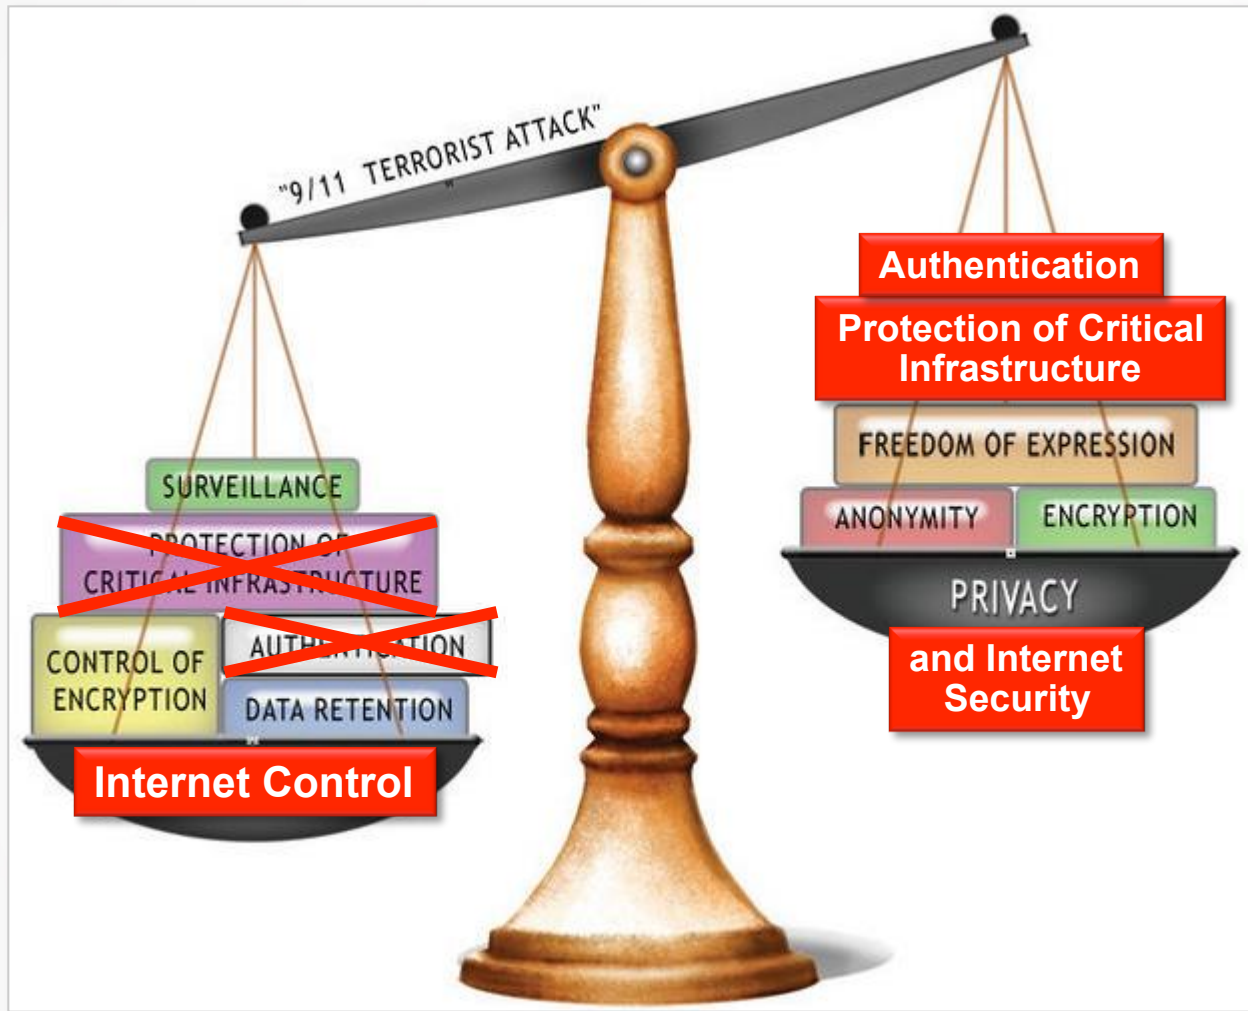 "9/11 TERRORIST ATTACK"
Authentication
Protection of Critical
Infrastructure
FREEDOM OF EXPRESSION
ANONYMITY
ENCRYPTION
PRIVACY
and Internet
Security
SURVEILLANCE
PROTECTION OF
CRITICAL INFRASTRUCTURE
CONTROL OF
ENCRYPTION
AUTHENTICATION
DATA RETENTION
Internet Control